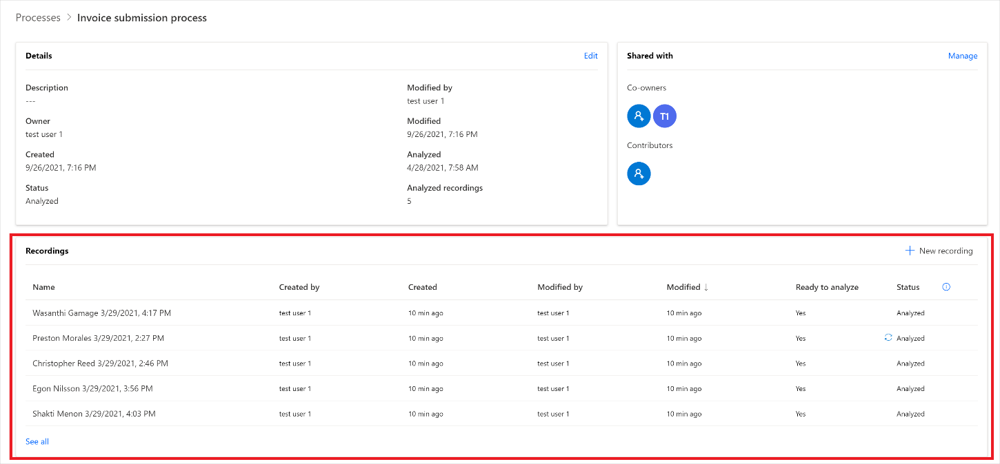 Processes > Invoice submission process
Details Edit
Description
---
Owner
test user 1
Created
9/26/2021, 7:16 PM
Status
Analyzed
Modified by
test user 1
Modified
9/26/2021, 7:16 PM
Analyzed
4/28/2021, 7:58 AM
Analyzed recordings
5
Shared with Manage
Co-owners
T1
Contributors
Recordings + New recording
Name Created by Created Modified by Modified ↓ Ready to analyze Status
Wasanthi Gamage 3/29/2021, 4:17 PM test user 1 10 min ago test user 1 10 min ago Yes Analyzed
Preston Morales 3/29/2021, 2:27 PM test user 1 10 min ago test user 1 10 min ago Yes Analyzed
Christopher Reed 3/29/2021, 2:46 PM test user 1 10 min ago test user 1 10 min ago Yes Analyzed
Egon Nilsson 3/29/2021, 3:56 PM test user 1 10 min ago test user 1 10 min ago Yes Analyzed
Shakti Menon 3/29/2021, 4:03 PM test user 1 10 min ago test user 1 10 min ago Yes Analyzed
See all